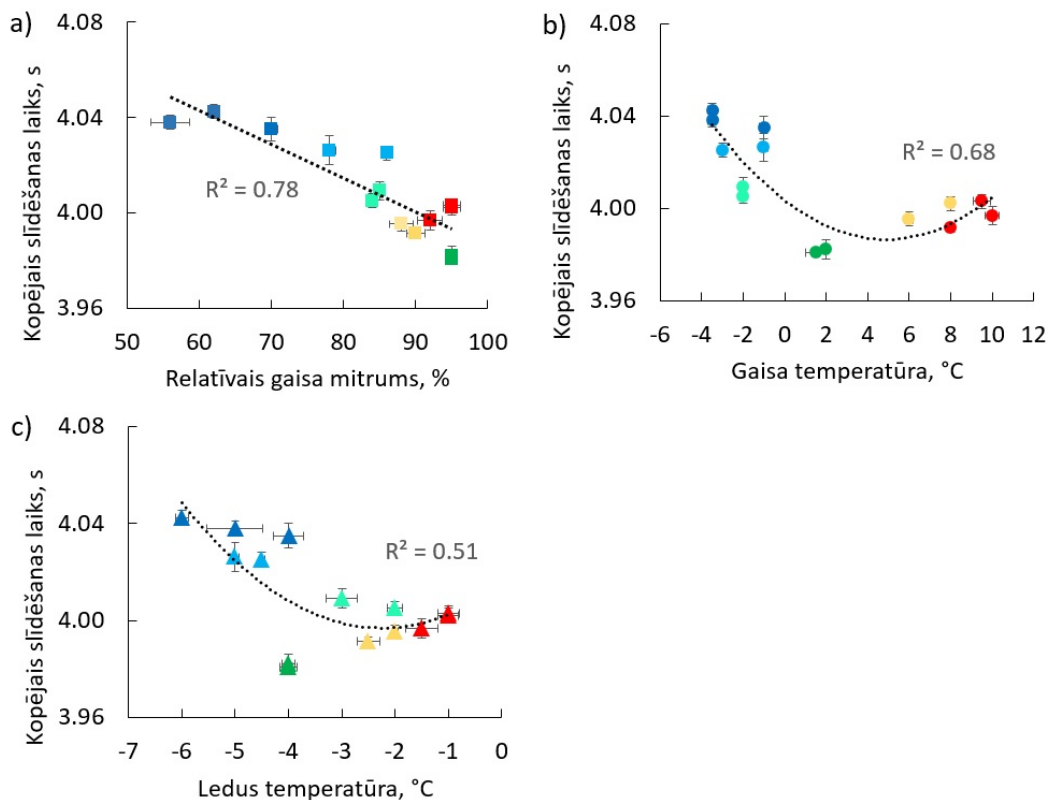 a)
Kopējais slīdēšanas laiks, s
4.08
4.04
4.00
3.96
R² = 0.78
50 60 70 80 90 100
Relatīvais gaisa mitrums, %
b)
Kopējais slīdēšanas laiks, s
4.08
4.04
4.00
3.96
R² = 0.68
-6 -4 -2 0 2 4 6 8 10 12
Gaisa temperatūra, °C
c)
Kopējais slīdēšanas laiks, s
4.08
4.04
4.00
3.96
R² = 0.51
-7 -6 -5 -4 -3 -2 -1 0
Ledus temperatūra, °C